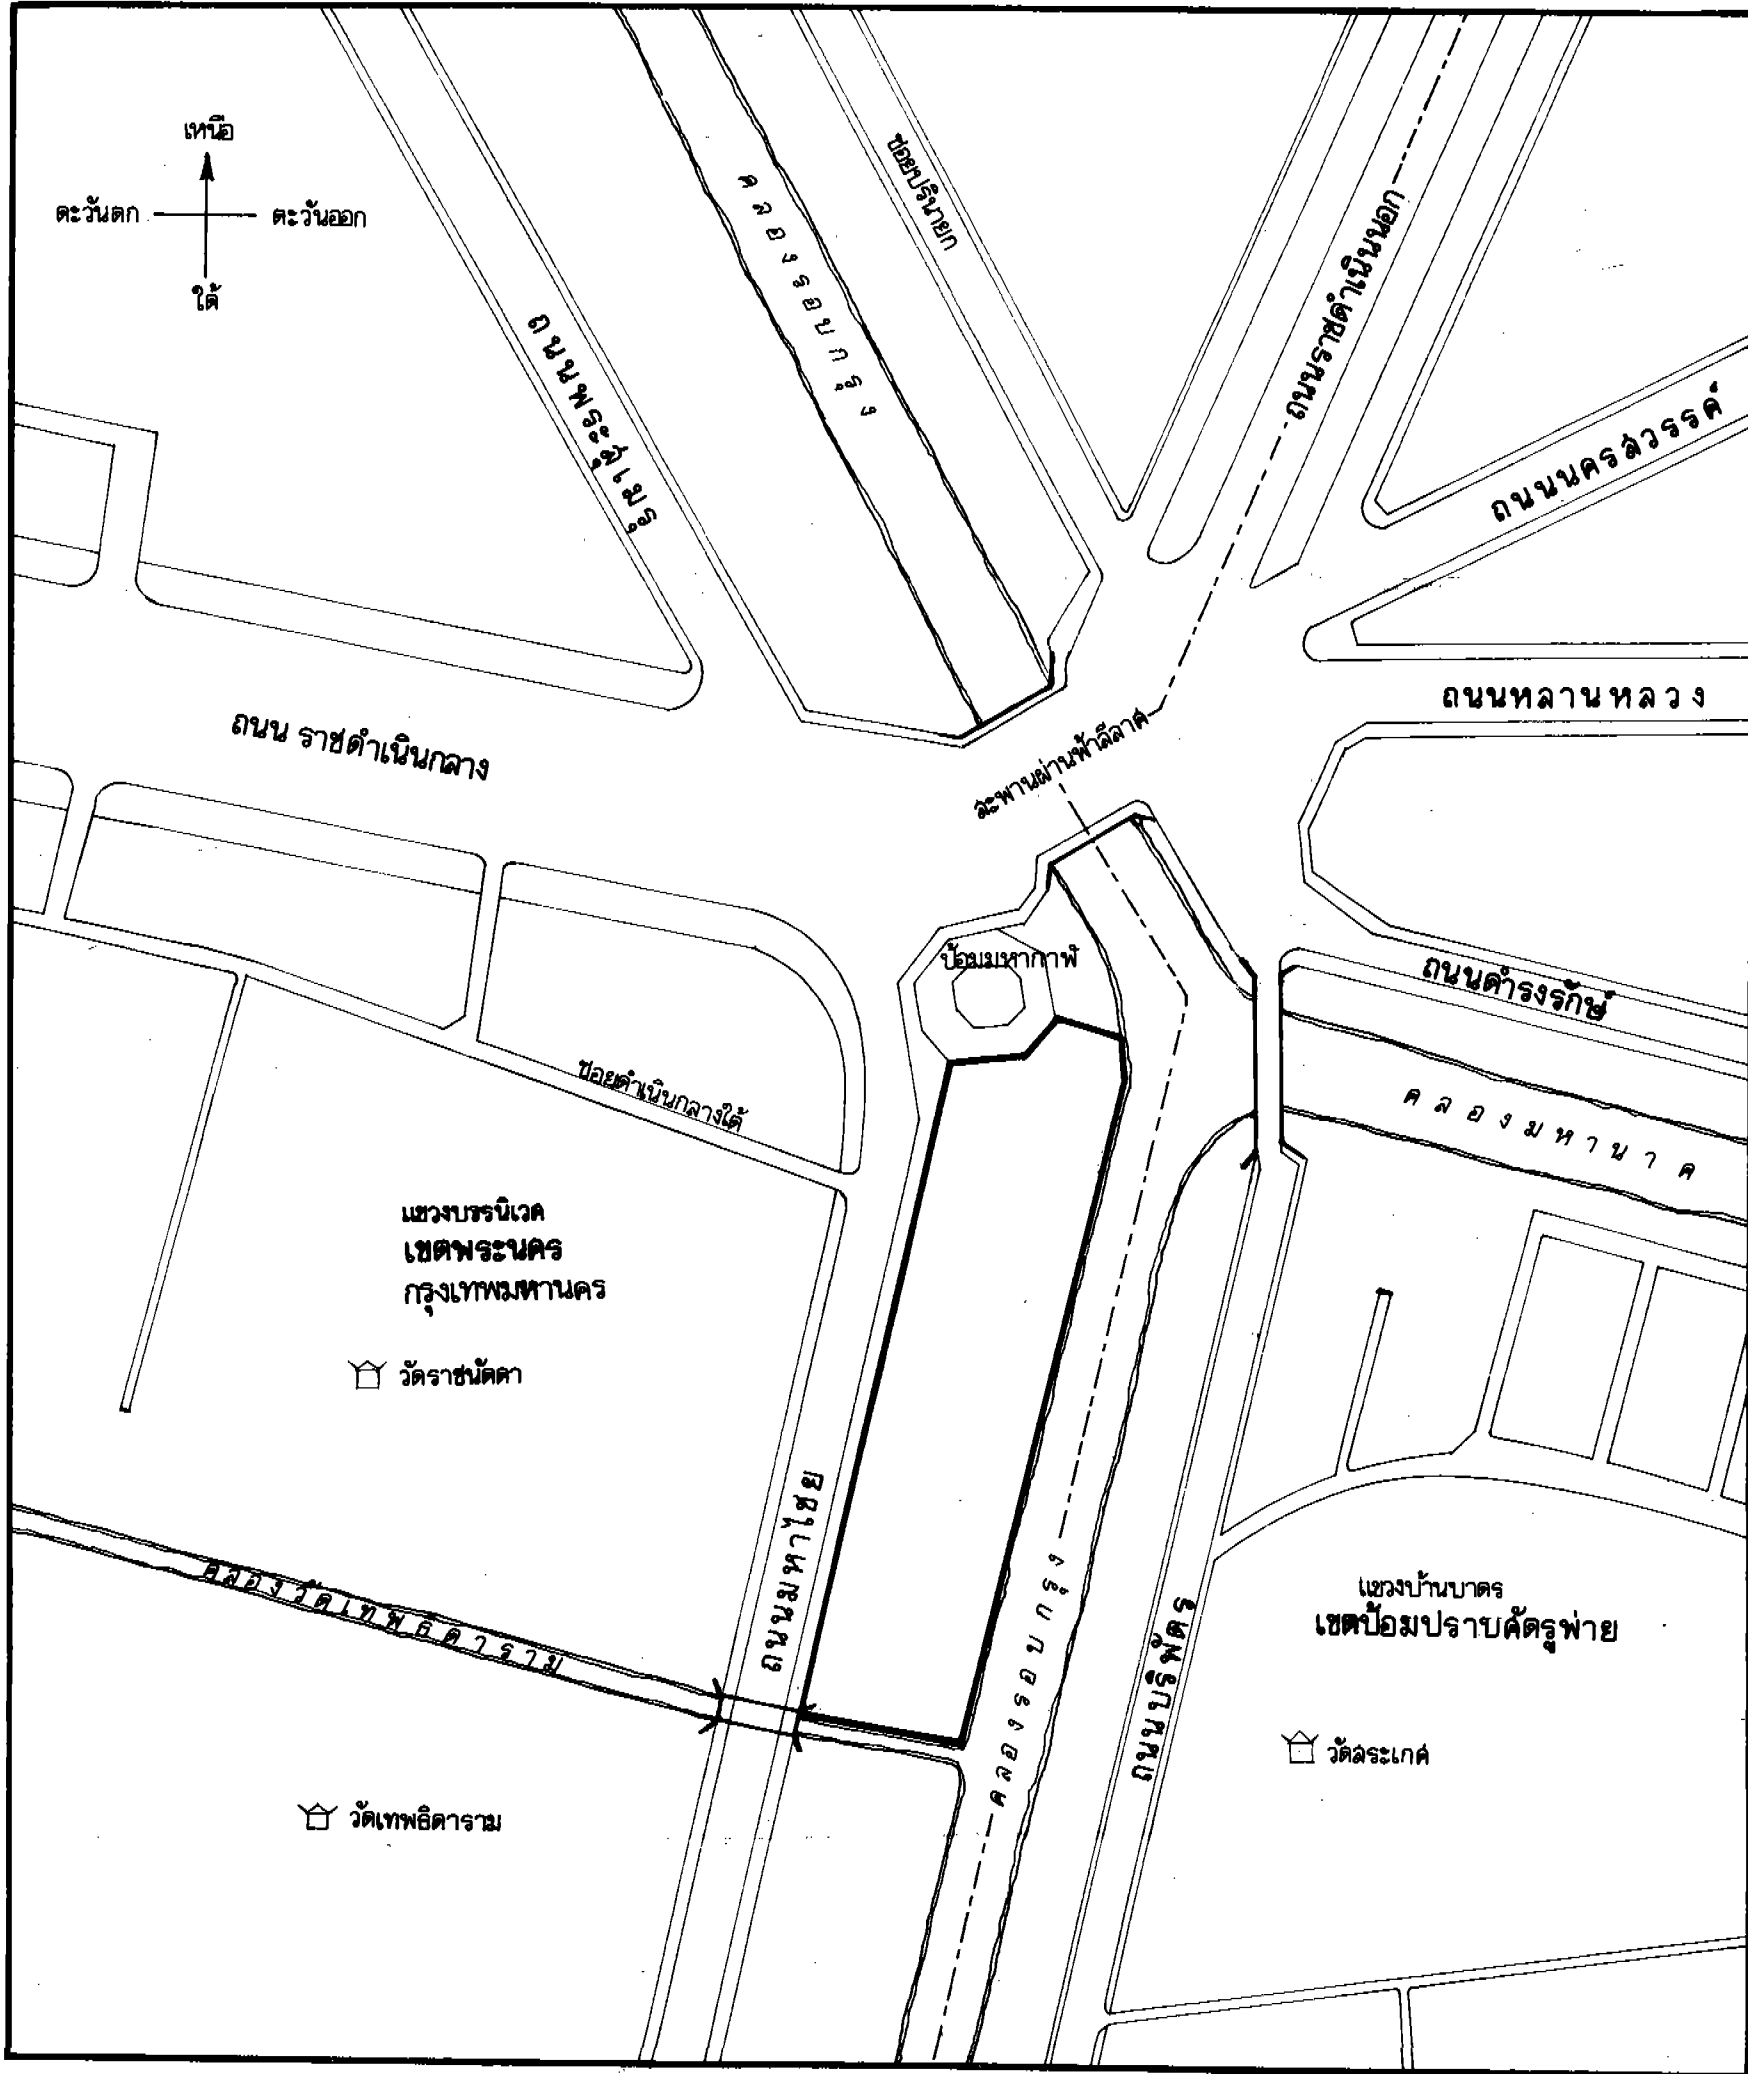 เหนือ
ตะวันตก
ตะวันออก
ใต้
คลองรอบกรุง
ซอยปรินายก
ถนนราชดำเนินนอก
ถนนพระสุเมรุ
ถนนนครสวรรค์
ถนนหลานหลวง
ถนน ราชดำเนินกลาง
สะพานผ่านฟ้าลีลาศ
ป้อมมหากาฬ
ถนนดำรงรักษ์
ซอยดำเนินกลางใต้
คลองมหานาค
แขวงบวรนิเวศ
เขตพระนคร
กรุงเทพมหานคร
วัดราชนัดดา
ถนนมหาไชย
คลองวัดเทพธิดาราม
คลองรอบกรุง
ถนนบริพัตร
แขวงบ้านบาตร
เขตป้อมปราบศัตรูพ่าย
วัดสระเกศ
วัดเทพธิดาราม